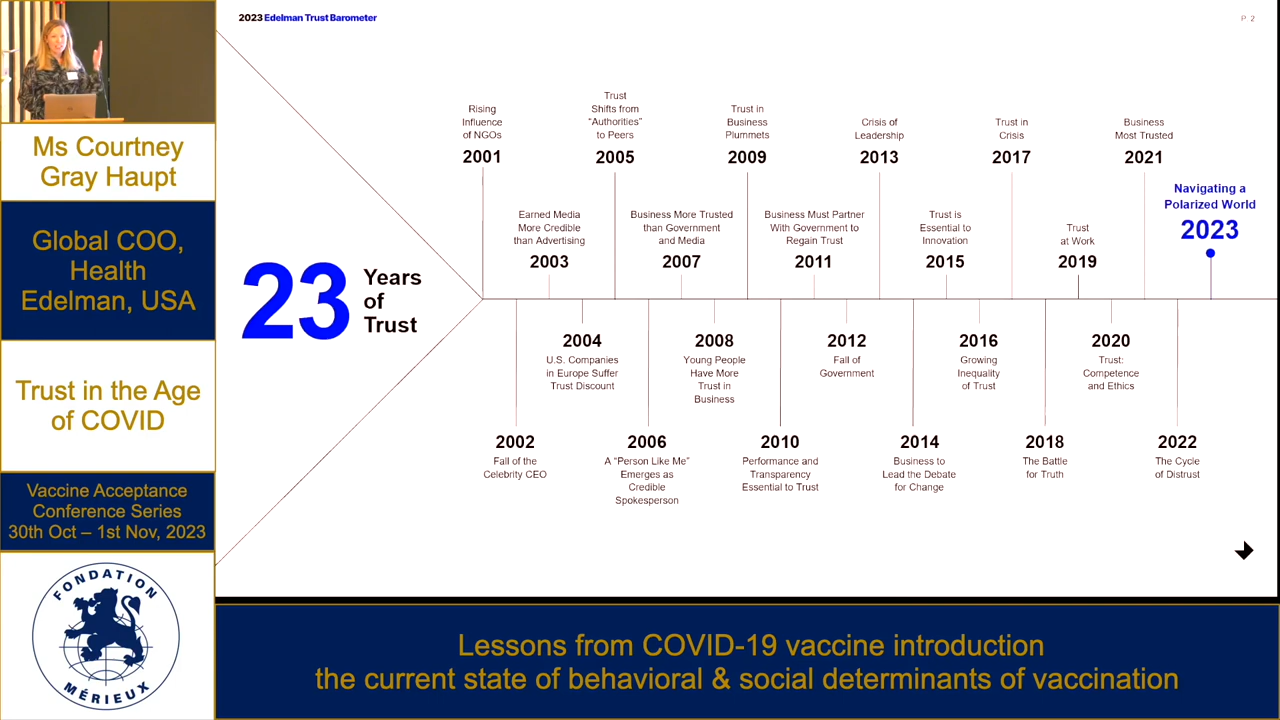 Ms Courtney
Gray Haupt
Global COO,
Health
Edelman, USA
Trust in the Age
of COVID
Vaccine Acceptance
Conference Series
30th Oct – 1st Nov, 2023
FONDATION
MÉRIEUX
2023 Edelman Trust Barometer
P. 2
23
Years
of
Trust
Rising
Influence
of NGOs
2001
Trust
Shifts from
“Authorities”
to Peers
2005
Trust in
Business
Plummets
2009
Crisis of
Leadership
2013
Trust in
Crisis
2017
Business
Most Trusted
2021
Earned Media
More Credible
than Advertising
2003
Business More Trusted
than Government
and Media
2007
Business Must Partner
With Government to
Regain Trust
2011
Trust is
Essential to
Innovation
2015
Trust
at Work
2019
Navigating a
Polarized World
2023
2004
U.S. Companies
in Europe Suffer
Trust Discount
2008
Young People
Have More
Trust in
Business
2012
Fall of
Government
2016
Growing
Inequality
of Trust
2020
Trust:
Competence
and Ethics
2002
Fall of the
Celebrity CEO
2006
A “Person Like Me”
Emerges as
Credible
Spokesperson
2010
Performance and
Transparency
Essential to Trust
2014
Business to
Lead the Debate
for Change
2018
The Battle
for Truth
2022
The Cycle
of Distrust
Lessons from COVID-19 vaccine introduction
the current state of behavioral & social determinants of vaccination